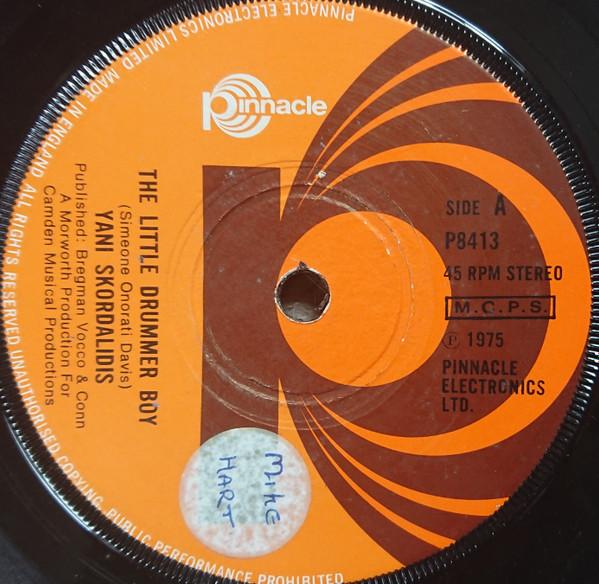 pinnacle
SIDE A
P8413
45 RPM STEREO
M.C.P.S.
℗ 1975
PINNACLE
ELECTRONICS
LTD.
THE LITTLE DRUMMER BOY
(Simeone Onorati Davis)
YANI SKORDALIDIS
Published: Bregman Vocco & Conn
A Morworth Production For
Camden Musical Productions
Mike
HART
PINNACLE ELECTRONICS LIMITED MADE IN ENGLAND. ALL RIGHTS RESERVED UNAUTHORISED COPYING, PUBLIC PERFORMANCE PROHIBITED